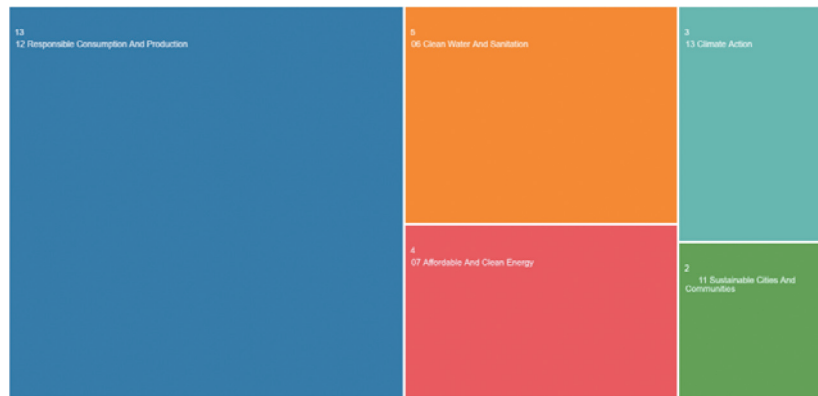 13
12 Responsible Consumption And Production
5
06 Clean Water And Sanitation
3
13 Climate Action
4
07 Affordable And Clean Energy
2
11 Sustainable Cities And
Communities